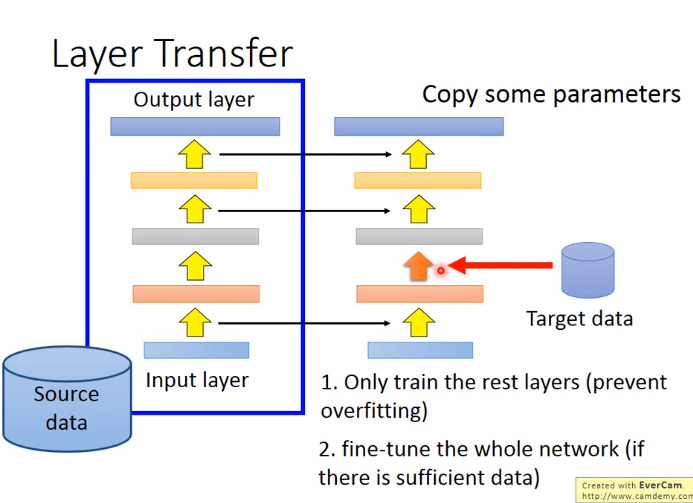 Layer Transfer
Output layer
Copy some parameters
Target data
Input layer
Source
data
1. Only train the rest layers (prevent
overfitting)
2. fine-tune the whole network (if
there is sufficient data)
Created with EverCam.
http://www.camdemy.com